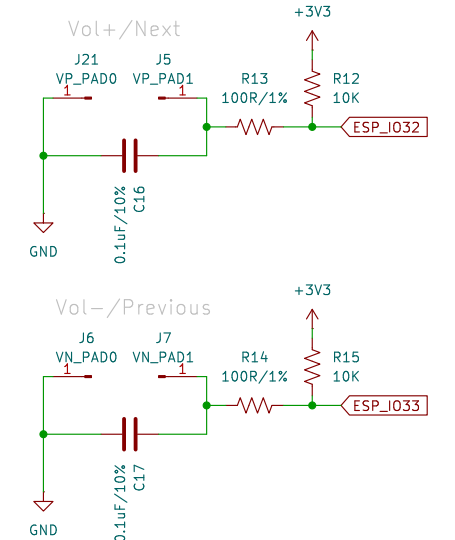 +3V3
Vol+/Next
J21
VP_PAD0
1
J5
VP_PAD1
1
R13
100R/1%
R12
10K
ESP_IO32
0.1uF/10%
C16
GND
+3V3
Vol-/Previous
J6
VN_PAD0
1
J7
VN_PAD1
1
R14
100R/1%
R15
10K
ESP_IO33
0.1uF/10%
C17
GND